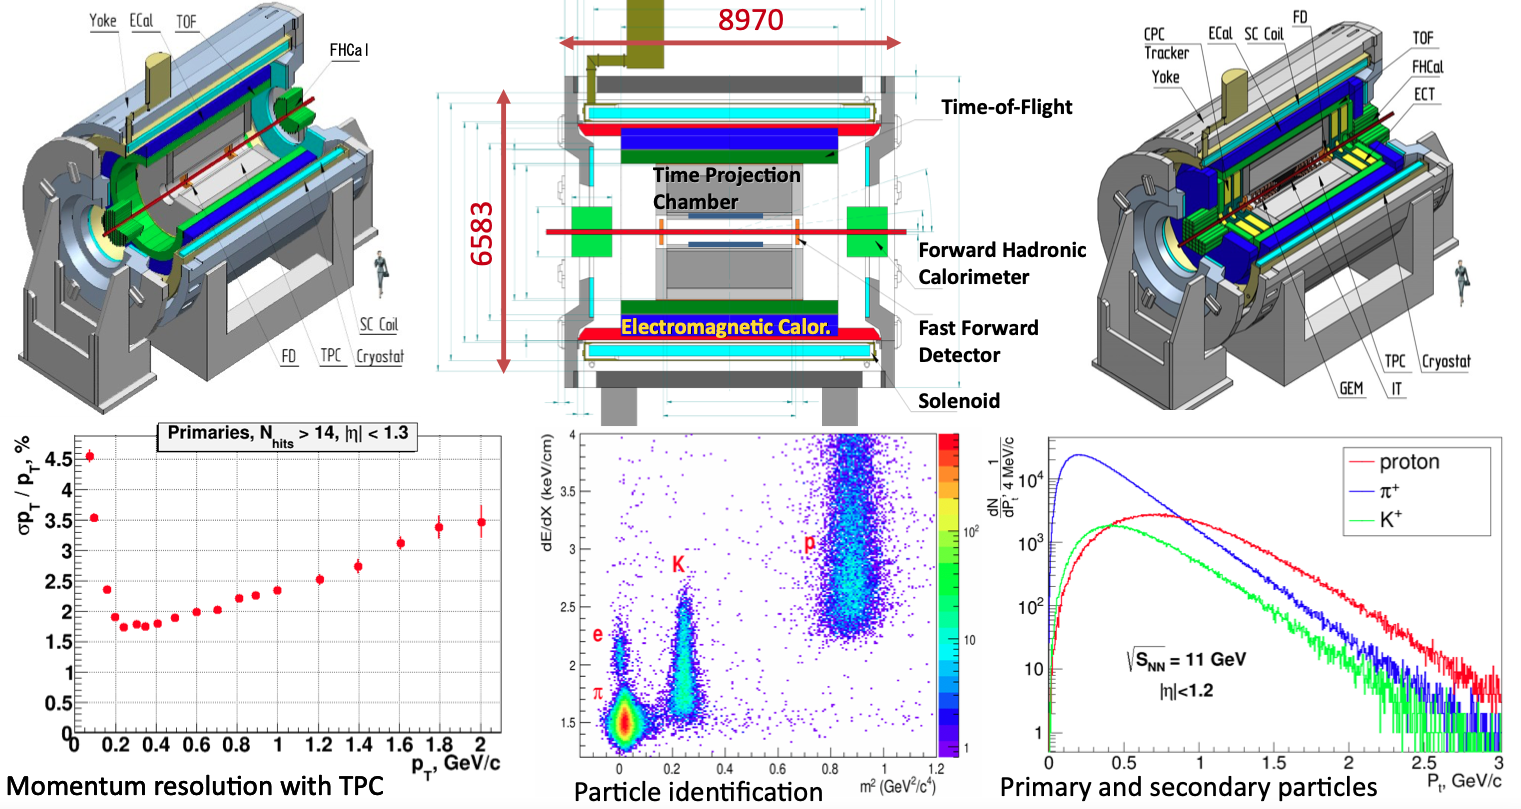 Yoke ECal TOF
FHCal
SC Coil
FD TPC Cryostat
8970
6583
Time-of-Flight
Time Projection
Chamber
Forward Hadronic
Calorimeter
Electromagnetic Calor.
Fast Forward
Detector
Solenoid
FD
CPC
Tracker
ECal SC Coil
TOF
Yoke
FHCal
ECT
TPC Cryostat
GEM IT
Primaries, N hits > 14, |η| < 1.3
σp T / p T, %
4.5
4
3.5
3
2.5
2
1.5
1
0.5
0
0 0.2 0.4 0.6 0.8 1 1.2 1.4 1.6 1.8 2
p T, GeV/c
Momentum resolution with TPC
dE/dX (keV/cm)
4
3.5
3
2.5
2
1.5
p
K
e
π
10²
10
1
0 0.2 0.4 0.6 0.8 1 1.2
m² (GeV²/c⁴)
Particle identification
dN/dP t, 1/4 MeV/c
proton
π⁺
K⁺
10⁴
10³
10²
10
1
√S NN = 11 GeV
|η|<1.2
0 0.5 1 1.5 2 2.5 3
P t, GeV/c
Primary and secondary particles